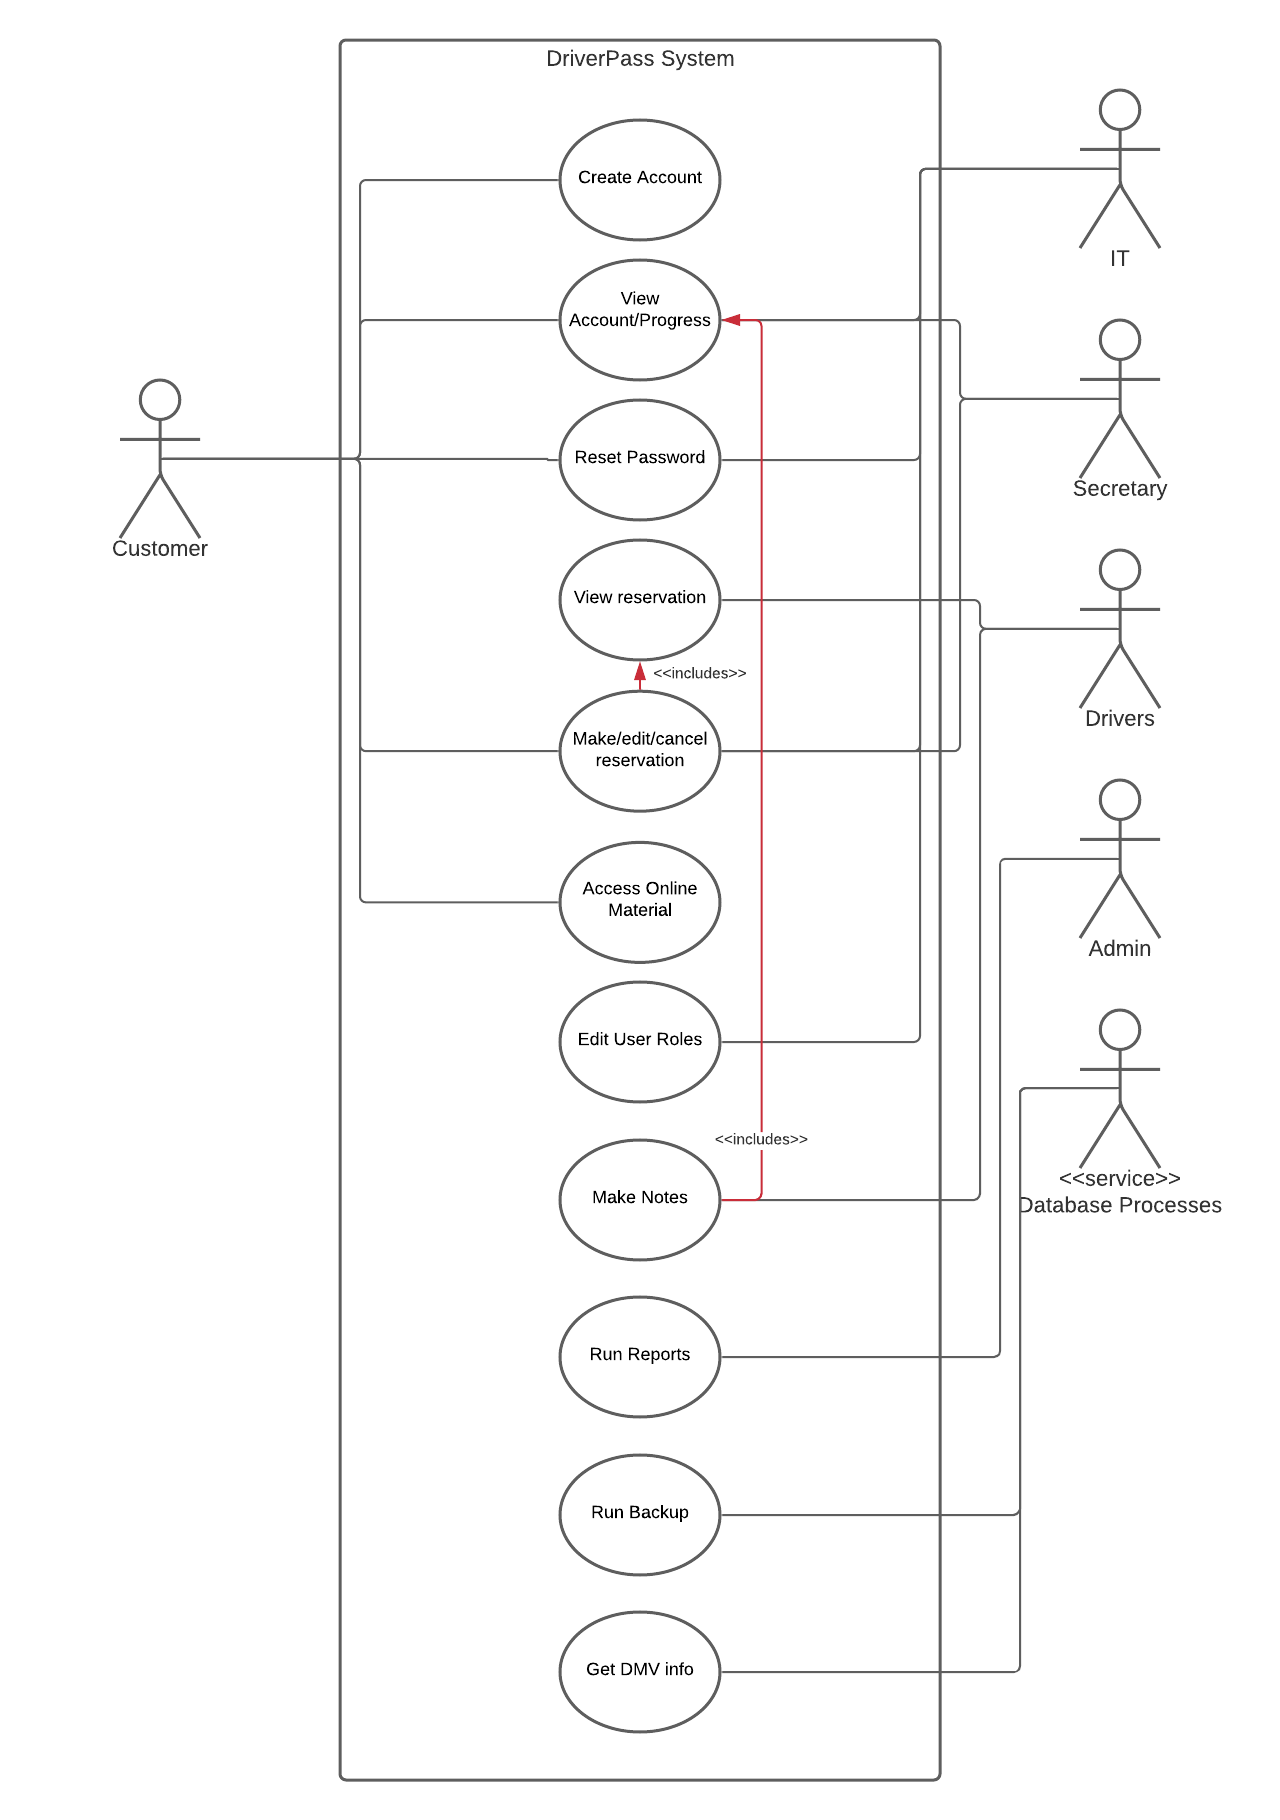 DriverPass System
Create Account
IT
View
Account/Progress
Reset Password
Secretary
Customer
View reservation
<<includes>>
Drivers
Make/edit/cancel
reservation
Access Online
Material
Admin
Edit User Roles
<<includes>>
<<service>>
Database Processes
Make Notes
Run Reports
Run Backup
Get DMV info